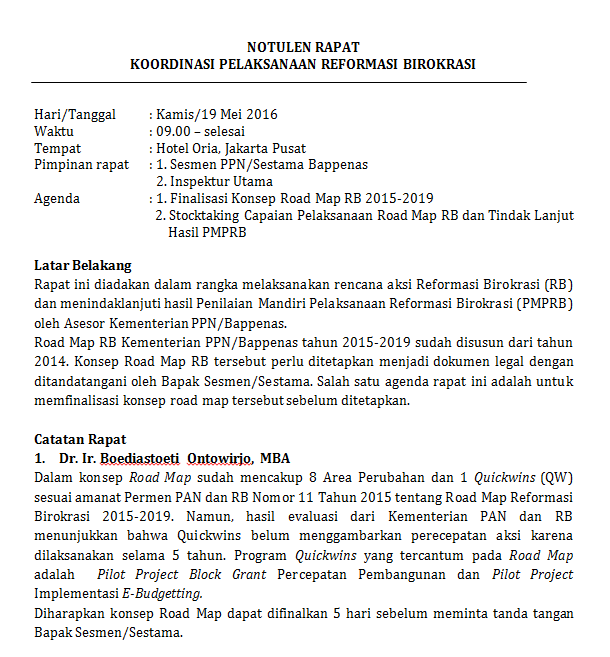 NOTULEN RAPAT
KOORDINASI PELAKSANAAN REFORMASI BIROKRASI
Hari/Tanggal : Kamis/19 Mei 2016
Waktu : 09.00 – selesai
Tempat : Hotel Oria, Jakarta Pusat
Pimpinan rapat : 1. Sesmen PPN/Sestama Bappenas
2. Inspektur Utama
Agenda : 1. Finalisasi Konsep Road Map RB 2015-2019
2. Stocktaking Capaian Pelaksanaan Road Map RB dan Tindak Lanjut
Hasil PMPRB
Latar Belakang
Rapat ini diadakan dalam rangka melaksanakan rencana aksi Reformasi Birokrasi (RB)
dan menindaklanjuti hasil Penilaian Mandiri Pelaksanaan Reformasi Birokrasi (PMPRB)
oleh Asesor Kementerian PPN/Bappenas.
Road Map RB Kementerian PPN/Bappenas tahun 2015-2019 sudah disusun dari tahun
2014. Konsep Road Map RB tersebut perlu ditetapkan menjadi dokumen legal dengan
ditandatangani oleh Bapak Sesmen/Sestama. Salah satu agenda rapat ini adalah untuk
memfinalisasi konsep road map tersebut sebelum ditetapkan.
Catatan Rapat
1. Dr. Ir. Boediastoeti Ontowirjo, MBA
Dalam konsep Road Map sudah mencakup 8 Area Perubahan dan 1 Quickwins (QW)
sesuai amanat Permen PAN dan RB Nomor 11 Tahun 2015 tentang Road Map Reformasi
Birokrasi 2015-2019. Namun, hasil evaluasi dari Kementerian PAN dan RB
menunjukkan bahwa Quickwins belum menggambarkan perecepatan aksi karena
dilaksanakan selama 5 tahun. Program Quickwins yang tercantum pada Road Map
adalah Pilot Project Block Grant Percepatan Pembangunan dan Pilot Project
Implementasi E-Budgetting.
Diharapkan konsep Road Map dapat difinalkan 5 hari sebelum meminta tanda tangan
Bapak Sesmen/Sestama.